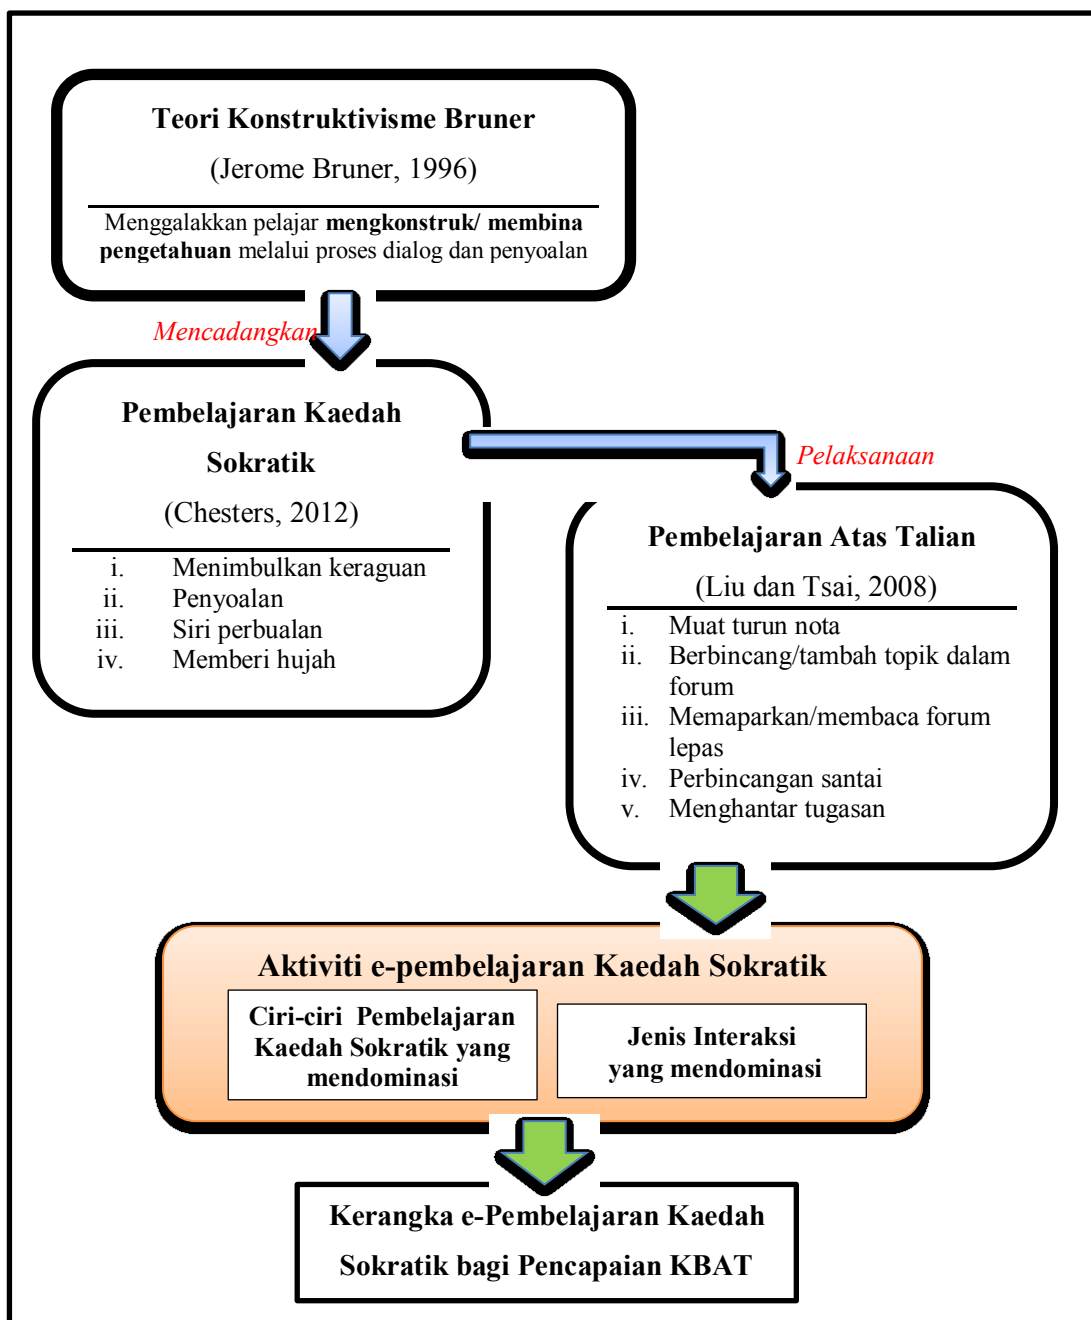 Teori Konstruktivisme Bruner
(Jerome Bruner, 1996)
Menggalakkan pelajar mengkonstruk/ membina
pengetahuan melalui proses dialog dan penyoalan
Mencadangkan
Pembelajaran Kaedah
Sokratik
(Chesters, 2012)
i. Menimbulkan keraguan
ii. Penyoalan
iii. Siri perbualan
iv. Memberi hujah
Pelaksanaan
Pembelajaran Atas Talian
(Liu dan Tsai, 2008)
i. Muat turun nota
ii. Berbincang/tambah topik dalam
forum
iii. Memaparkan/membaca forum
lepas
iv. Perbincangan santai
v. Menghantar tugasan
Aktiviti e-pembelajaran Kaedah Sokratik
Ciri-ciri Pembelajaran
Kaedah Sokratik yang
mendominasi
Jenis Interaksi
yang mendominasi
Kerangka e-Pembelajaran Kaedah
Sokratik bagi Pencapaian KBAT